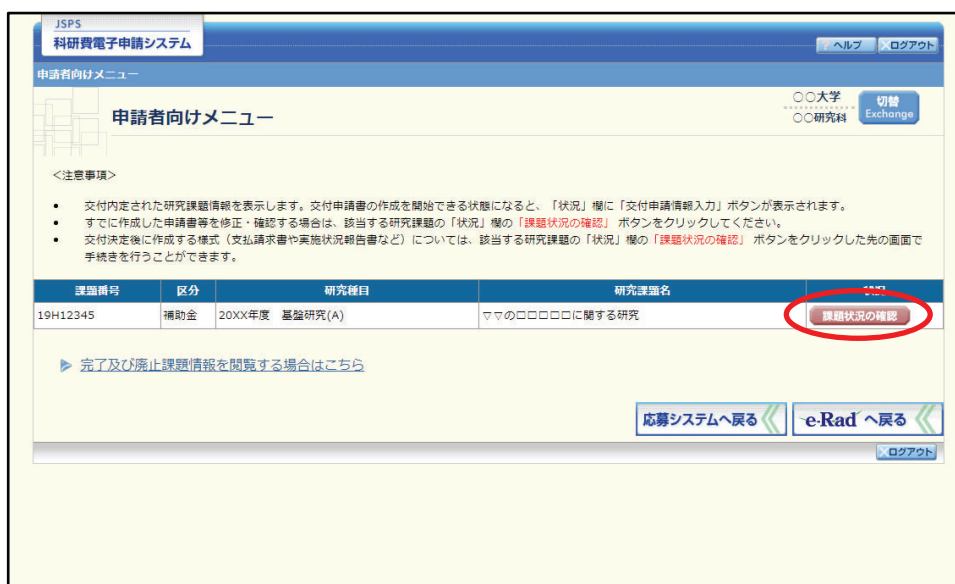 JSPS
科研費電子申請システム
? ヘルプ
×ログアウト
申請者向けメニュー
申請者向けメニュー
○○大学
○○研究科
切替
Exchange
<注意事項>
• 交付内定された研究課題情報を表示します。交付申請書の作成を開始できる状態になると、「状況」欄に「交付申請情報入力」ボタンが表示されます。
• すでに作成した申請書等を修正・確認する場合は、該当する研究課題の「状況」欄の「課題状況の確認」 ボタンをクリックしてください。
• 交付決定後に作成する様式（支払請求書や実施状況報告書など）については、該当する研究課題の「状況」欄の「課題状況の確認」 ボタンをクリックした先の画面で
手続きを行うことができます。
課題番号 区分 研究種目 研究課題名 状況
19H12345 補助金 20XX年度 基盤研究(A) ▽▽の□□□□□に関する研究 課題状況の確認
完了及び廃止課題情報を閲覧する場合はこちら
応募システムへ戻る
e-Rad へ戻る
×ログアウト